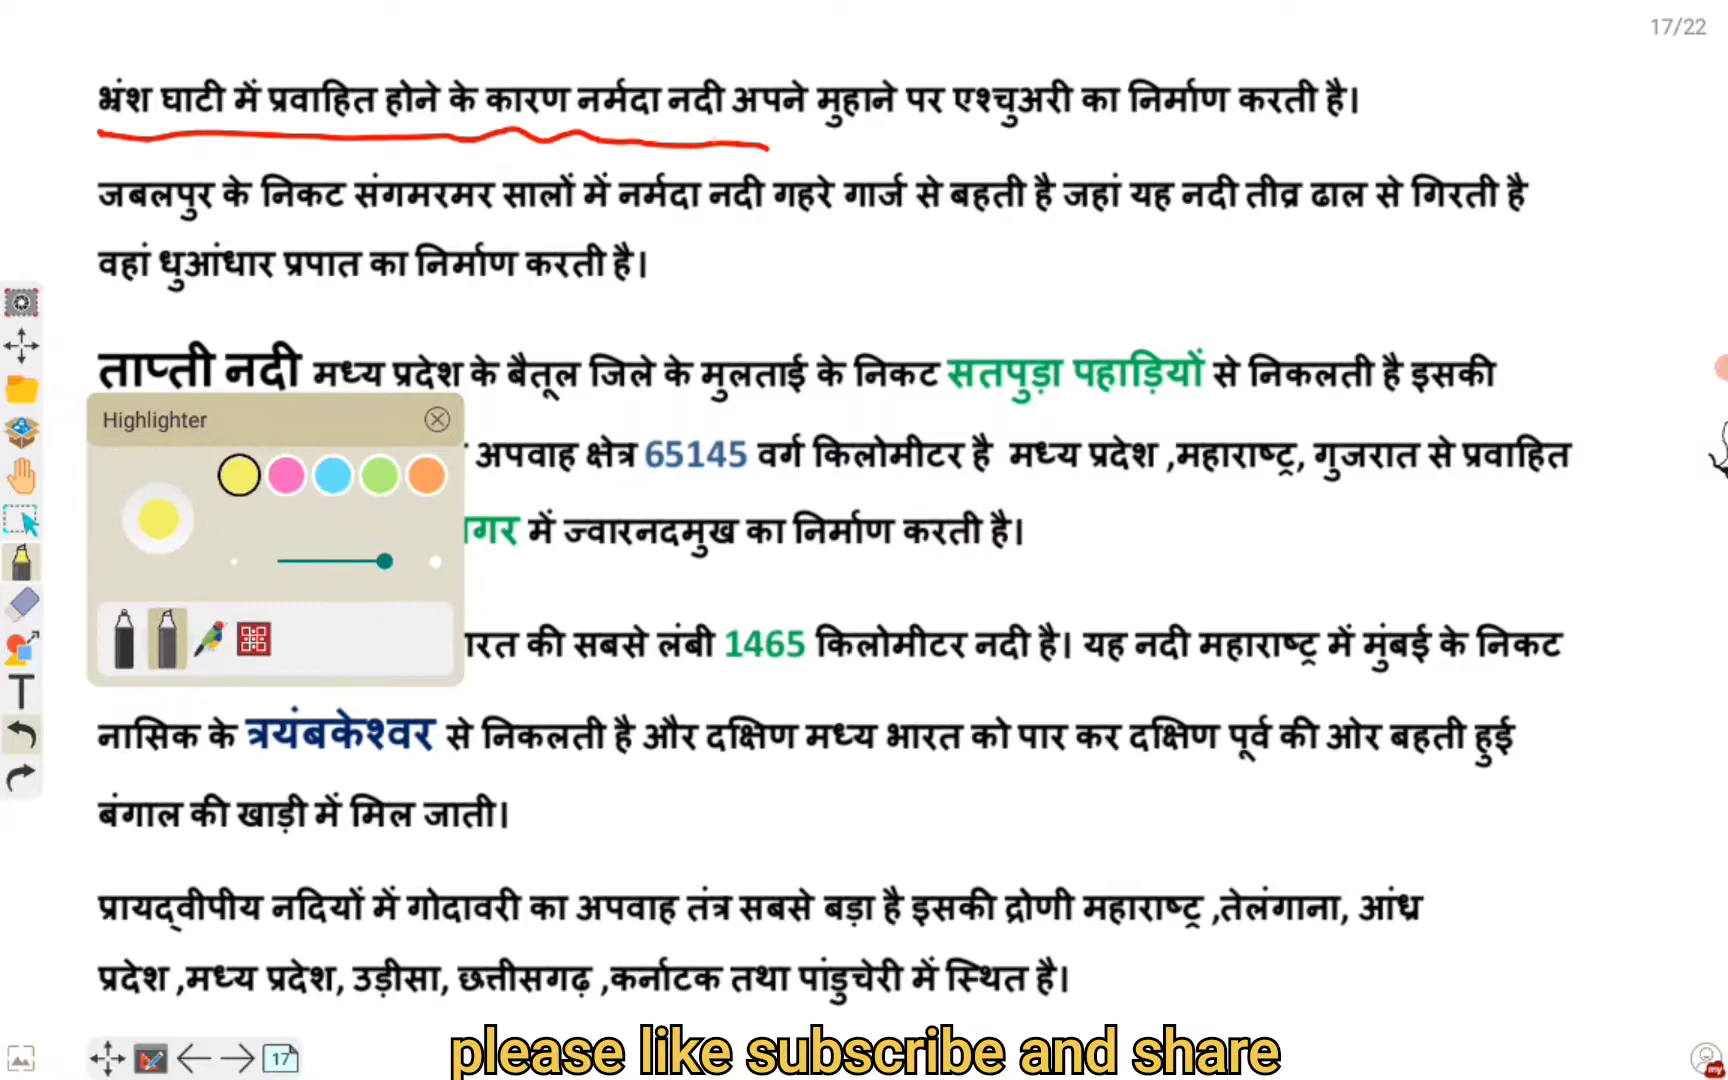 17/22
भ्रंश घाटी में प्रवाहित होने के कारण नर्मदा नदी अपने मुहाने पर एश्चुअरी का निर्माण करती है।
जबलपुर के निकट संगमरमर सालों में नर्मदा नदी गहरे गार्ज से बहती है जहां यह नदी तीव्र ढाल से गिरती है
वहां धुआंधार प्रपात का निर्माण करती है।
ताप्ती नदी मध्य प्रदेश के बैतूल जिले के मुलताई के निकट सतपुड़ा पहाड़ियों से निकलती है इसकी
Highlighter
अपवाह क्षेत्र 65145 वर्ग किलोमीटर है मध्य प्रदेश ,महाराष्ट्र, गुजरात से प्रवाहित
में ज्वारनदमुख का निर्माण करती है।
की सबसे लंबी 1465 किलोमीटर नदी है। यह नदी महाराष्ट्र में मुंबई के निकट
नासिक के त्रयंबकेश्वर से निकलती है और दक्षिण मध्य भारत को पार कर दक्षिण पूर्व की ओर बहती हुई
बंगाल की खाड़ी में मिल जाती।
प्रायद्वीपीय नदियों में गोदावरी का अपवाह तंत्र सबसे बड़ा है इसकी द्रोणी महाराष्ट्र ,तेलंगाना, आंध्र
प्रदेश ,मध्य प्रदेश, उड़ीसा, छत्तीसगढ़ ,कर्नाटक तथा पांडुचेरी में स्थित है।
17
please like subscribe and share
my